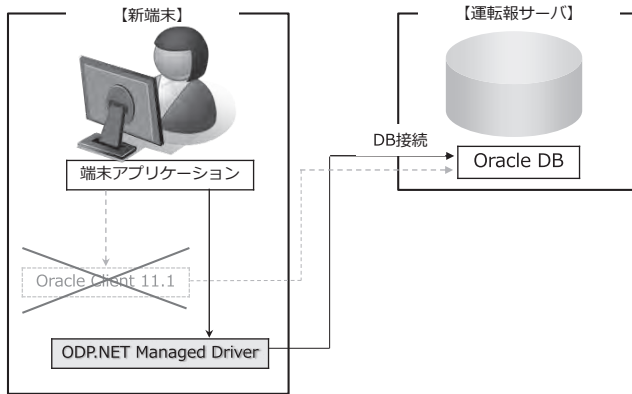 【新端末】
【運転報サーバ】
DB接続
Oracle DB
端末アプリケーション
Oracle Client 11.1
ODP.NET Managed Driver